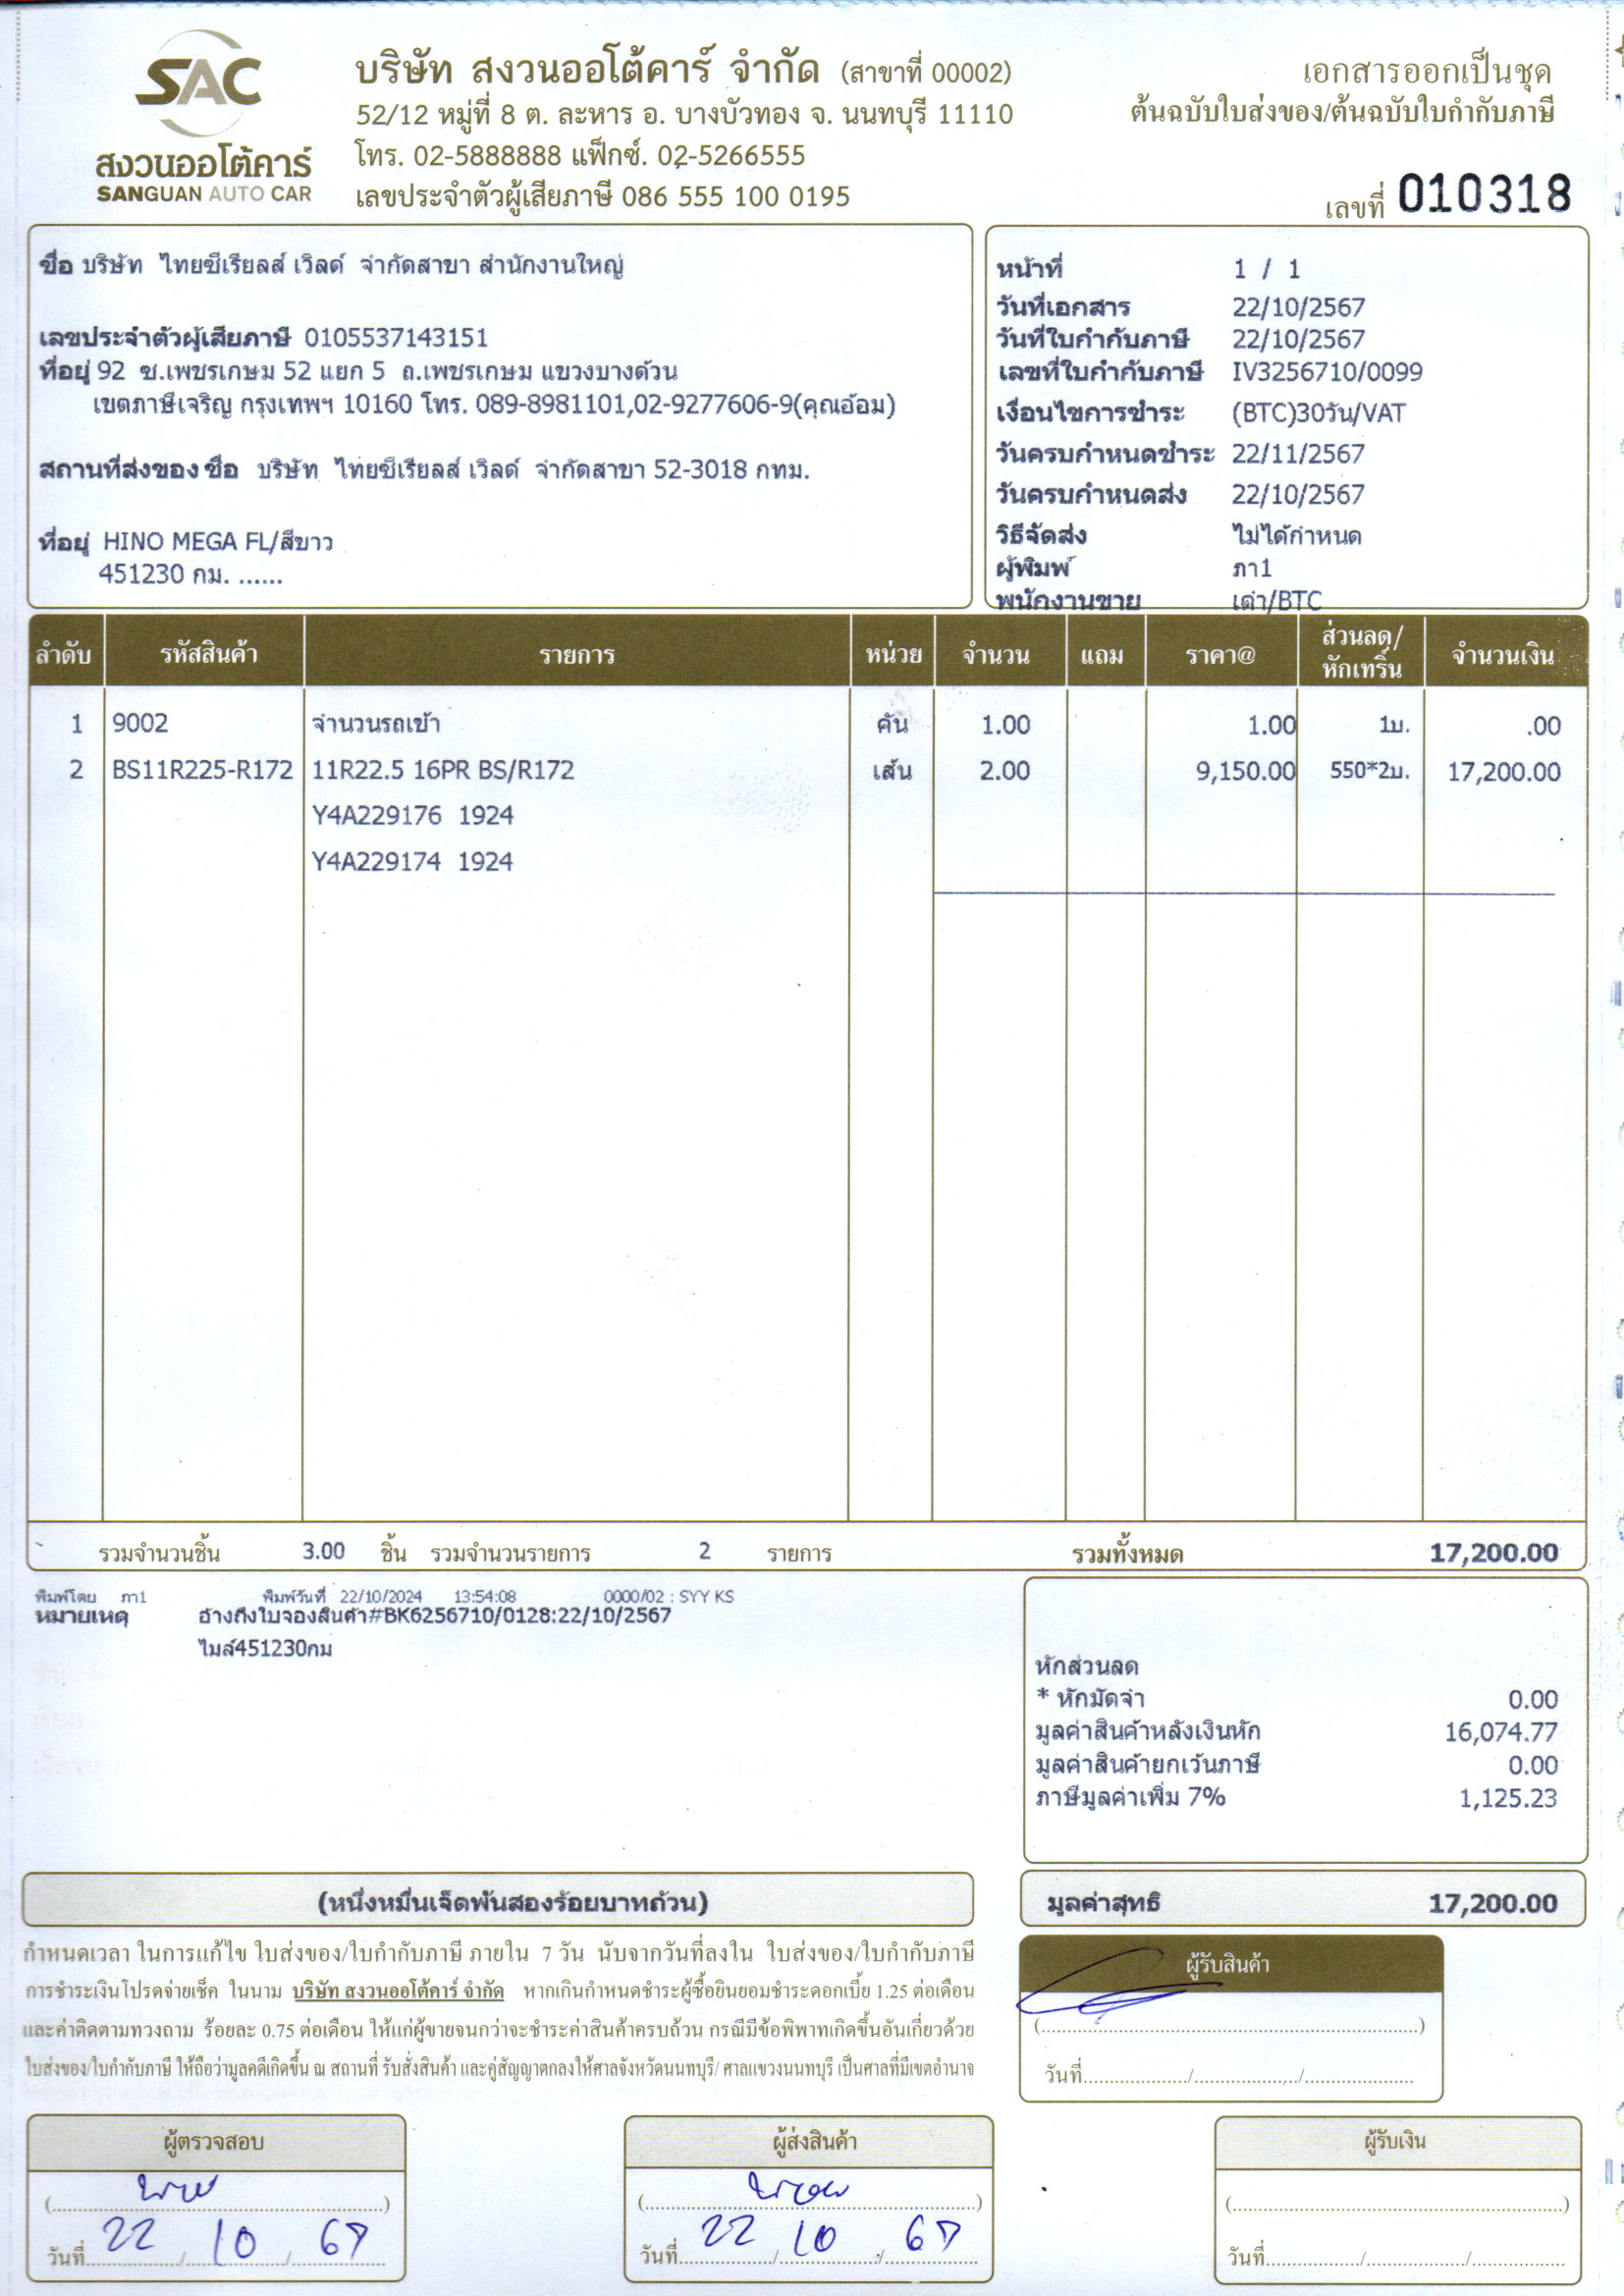 SAC
สงวนออโต้คาร์
SANGUAN AUTO CAR
บริษัท สงวนออโต้คาร์ จำกัด (สาขาที่ 00002)
52/12 หมู่ที่ 8 ต. ละหาร อ. บางบัวทอง จ. นนทบุรี 11110
โทร. 02-5888888 แฟ็กซ์. 02-5266555
เลขประจำตัวผู้เสียภาษี 086 555 100 0195
เอกสารออกเป็นชุด
ต้นฉบับใบส่งของ/ต้นฉบับใบกำกับภาษี
เลขที่ 010318
ชื่อ บริษัท ไทยซีเรียลส์ เวิลด์ จำกัดสาขา สำนักงานใหญ่
เลขประจำตัวผู้เสียภาษี 0105537143151
ที่อยู่ 92 ซ.เพชรเกษม 52 แยก 5 ถ.เพชรเกษม แขวงบางด้วน
เขตภาษีเจริญ กรุงเทพฯ 10160 โทร. 089-8981101,02-9277606-9(คุณอ้อม)
สถานที่ส่งของ ชื่อ บริษัท ไทยซีเรียลส์ เวิลด์ จำกัดสาขา 52-3018 กทม.
ที่อยู่ HINO MEGA FL/สีขาว
451230 กม. ......
หน้าที่ 1 / 1
วันที่เอกสาร 22/10/2567
วันที่ใบกำกับภาษี 22/10/2567
เลขที่ใบกำกับภาษี IV3256710/0099
เงื่อนไขการชำระ (BTC)30วัน/VAT
วันครบกำหนดชำระ 22/11/2567
วันครบกำหนดส่ง 22/10/2567
วิธีจัดส่ง ไม่ได้กำหนด
ผู้พิมพ์ ภา1
พนักงานขาย เต่า/BTC
ลำดับ รหัสสินค้า รายการ หน่วย จำนวน แถม ราคา@ ส่วนลด/หักเทริ์น จำนวนเงิน
1 9002 จำนวนรถเข้า คัน 1.00 1.00 1บ. .00
2 BS11R225-R172 11R22.5 16PR BS/R172 เส้น 2.00 9,150.00 550*2บ. 17,200.00
Y4A229176 1924
Y4A229174 1924
รวมจำนวนชิ้น 3.00 ชิ้น รวมจำนวนรายการ 2 รายการ รวมทั้งหมด 17,200.00
พิมพ์โดย ภา1 พิมพ์วันที่ 22/10/2024 13:54:08 0000/02 : SYY KS
หมายเหตุ อ้างถึงใบจองสินค้า#BK6256710/0128:22/10/2567
ไมล์451230กม
หักส่วนลด
* หักมัดจำ 0.00
มูลค่าสินค้าหลังเงินหัก 16,074.77
มูลค่าสินค้ายกเว้นภาษี 0.00
ภาษีมูลค่าเพิ่ม 7% 1,125.23
(หนึ่งหมื่นเจ็ดพันสองร้อยบาทถ้วน)
มูลค่าสุทธิ 17,200.00
กำหนดเวลา ในการแก้ไข ใบส่งของ/ใบกำกับภาษี ภายใน 7 วัน นับจากวันที่ลงใน ใบส่งของ/ใบกำกับภาษี
การชำระเงินโปรดจ่ายเช็ค ในนาม บริษัท สงวนออโต้คาร์ จำกัด หากเกินกำหนดชำระผู้ซื้อยินยอมชำระดอกเบี้ย 1.25 ต่อเดือน
และค่าติดตามทวงถาม ร้อยละ 0.75 ต่อเดือน ให้แก่ผู้ขายจนกว่าจะชำระค่าสินค้าครบถ้วน กรณีมีข้อพิพาทเกิดขึ้นอันเกี่ยวด้วย
ใบส่งของ/ใบกำกับภาษี ให้ถือว่ามูลคดีเกิดขึ้น ณ สถานที่ รับสั่งสินค้า และคู่สัญญาตกลงให้ศาลจังหวัดนนทบุรี/ ศาลแขวงนนทบุรี เป็นศาลที่มีเขตอำนาจ
ผู้รับสินค้า
วันที่ / /
ผู้ตรวจสอบ
วันที่ 22 / 10 / 67
ผู้ส่งสินค้า
วันที่ 22 / 10 / 67
ผู้รับเงิน
วันที่ / /